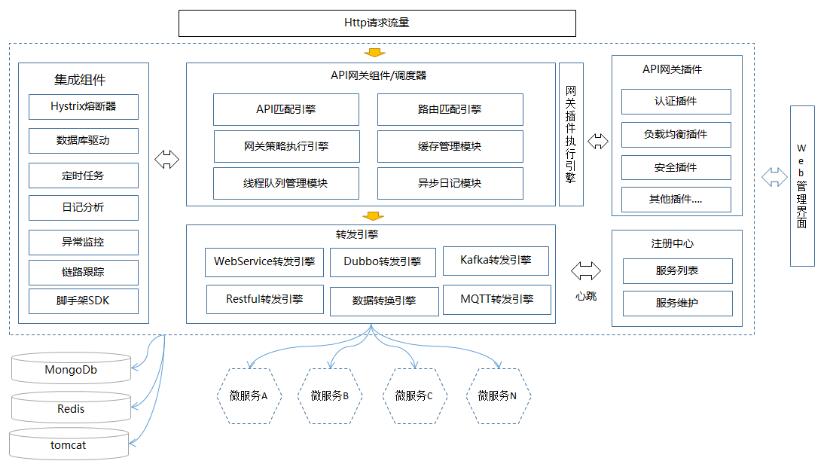 Http请求流量
集成组件
Hystrix熔断器
数据库驱动
定时任务
日记分析
异常监控
链路跟踪
脚手架SDK
API网关组件/调度器
API匹配引擎
路由匹配引擎
网关策略执行引擎
缓存管理模块
线程队列管理模块
异步日记模块
网关插件执行引擎
API网关插件
认证插件
负载均衡插件
安全插件
其他插件....
Web管理界面
转发引擎
WebService转发引擎
Dubbo转发引擎
Kafka转发引擎
Restful转发引擎
数据转换引擎
MQTT转发引擎
心跳
注册中心
服务列表
服务维护
MongoDb
Redis
tomcat
微服务A
微服务B
微服务C
微服务N